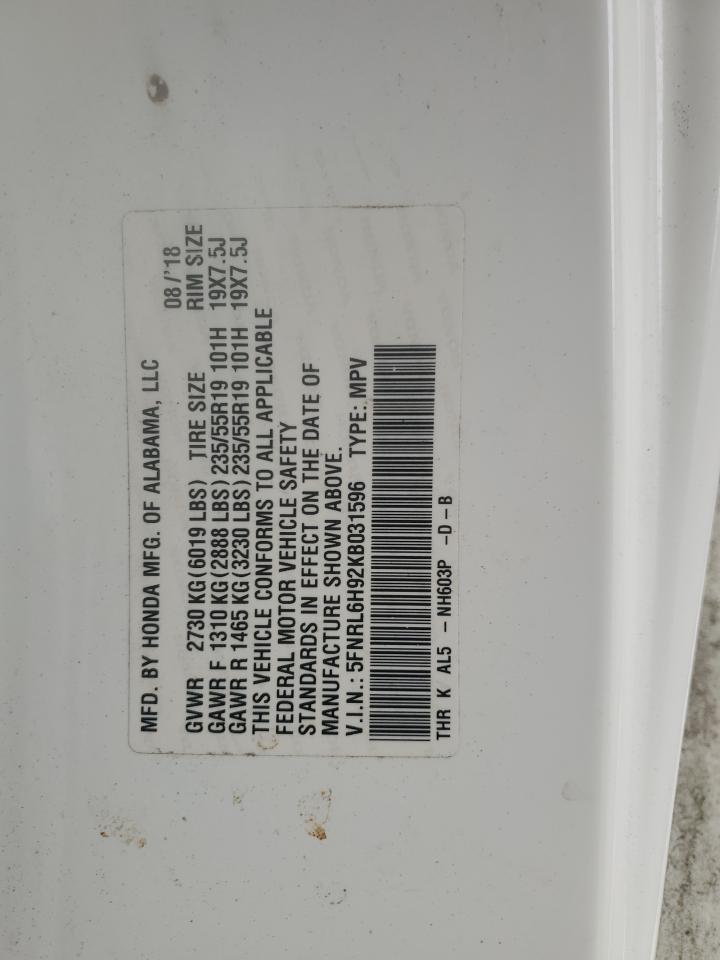 MFD. BY HONDA MFG. OF ALABAMA, LLC
08/'18
GVWR 2730 KG(6019 LBS) TIRE SIZE RIM SIZE
GAWR F 1310 KG(2888 LBS)235/55R19 101H 19X7.5J
GAWR R 1465 KG(3230 LBS)235/55R19 101H 19X7.5J
THIS VEHICLE CONFORMS TO ALL APPLICABLE
FEDERAL MOTOR VEHICLE SAFETY
STANDARDS IN EFFECT ON THE DATE OF
MANUFACTURE SHOWN ABOVE.
V.I.N.: 5FNRL6H92KB031596 TYPE: MPV
THR K AL5 - NH603P -D-B